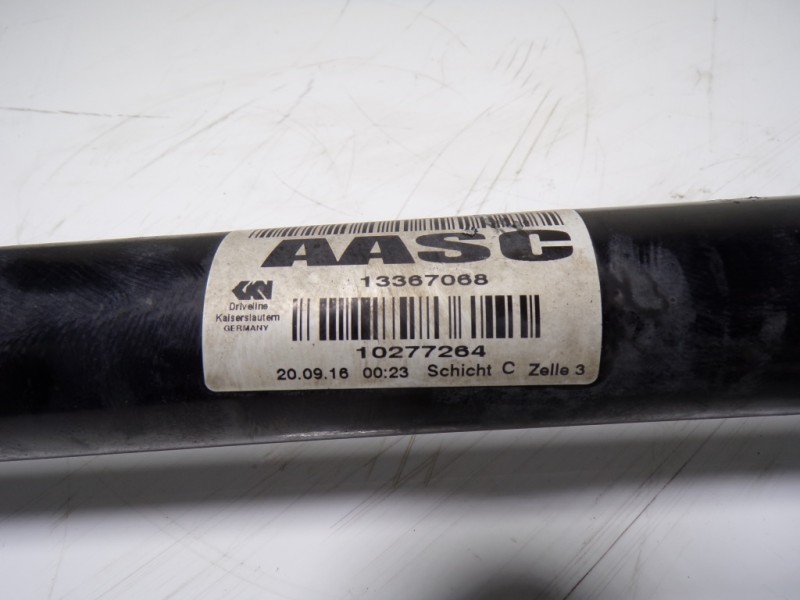 AASC
13367068
GKN
Driveline
Kaiserslautern
GERMANY
10277264
20.09.16 00:23 Schicht C Zelle 3